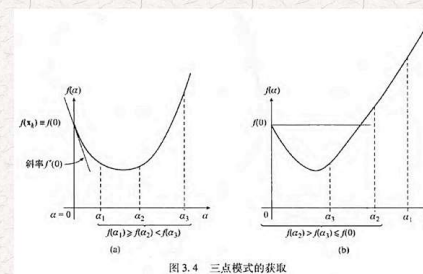 f(α)
f(x_k) ≡ f(0)
斜率 f'(0)
α = 0
α₁
α₂
α₃
α
f(α₁) ⩾ f(α₂) < f(α₃)
(a)
f(α)
f(0)
0
α₃
α₂
α₁
f(α₂) > f(α₃) ⩽ f(0)
(b)
图 3.4 三点模式的获取